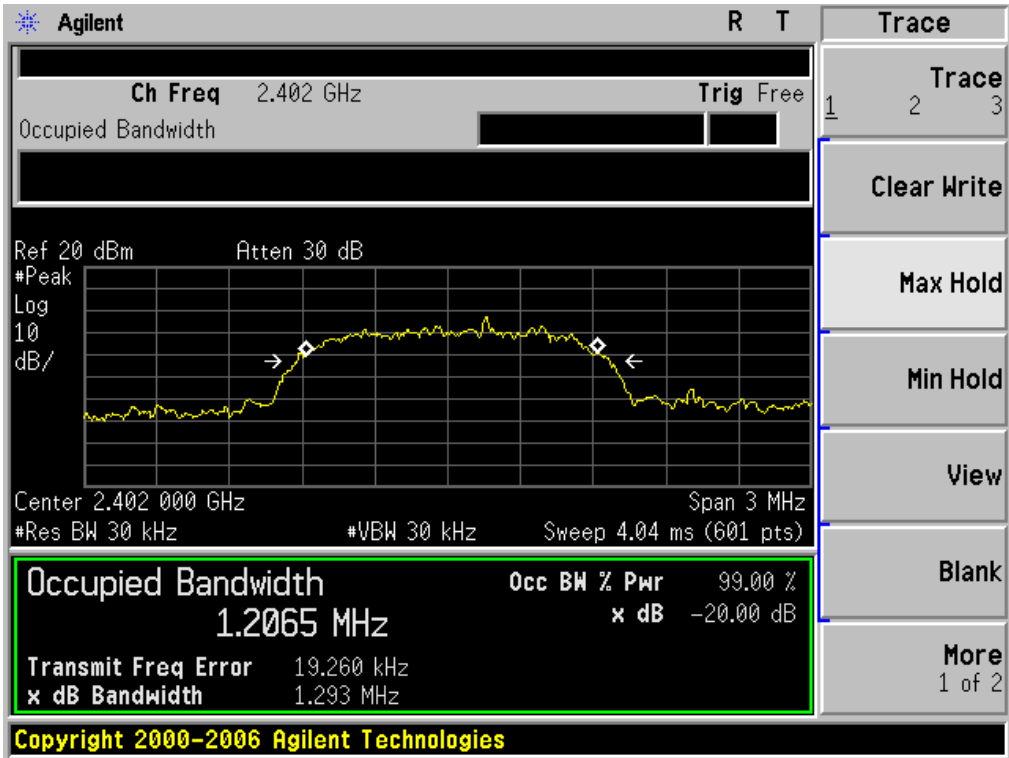 Agilent R T
Trace
Ch Freq 2.402 GHz Trig Free
Occupied Bandwidth
Trace
1 2 3
Clear Write
Max Hold
Min Hold
View
Blank
More
1 of 2
Ref 20 dBm Atten 30 dB
#Peak
Log
10
dB/
Center 2.402 000 GHz Span 3 MHz
#Res BW 30 kHz #VBW 30 kHz Sweep 4.04 ms (601 pts)
Occupied Bandwidth
1.2065 MHz
Occ BW % Pwr 99.00 %
x dB -20.00 dB
Transmit Freq Error 19.260 kHz
x dB Bandwidth 1.293 MHz
Copyright 2000-2006 Agilent Technologies